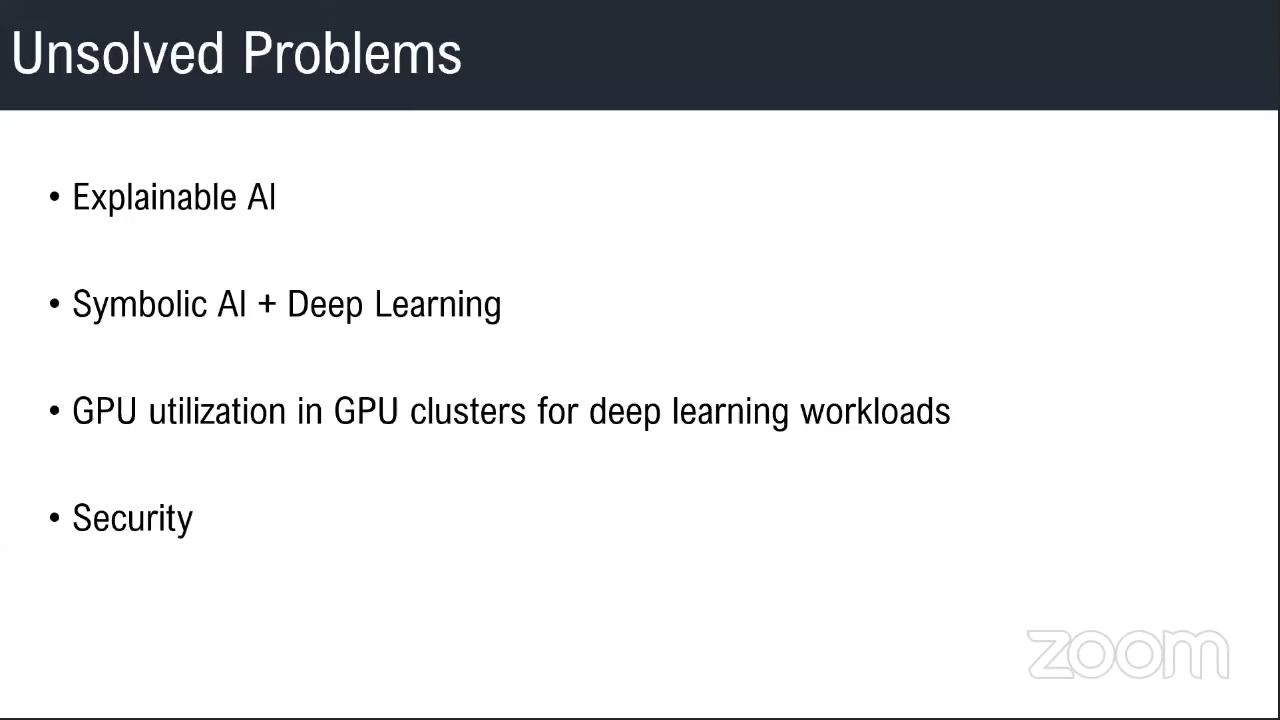 Unsolved Problems
• Explainable AI
• Symbolic AI + Deep Learning
• GPU utilization in GPU clusters for deep learning workloads
• Security
zoom